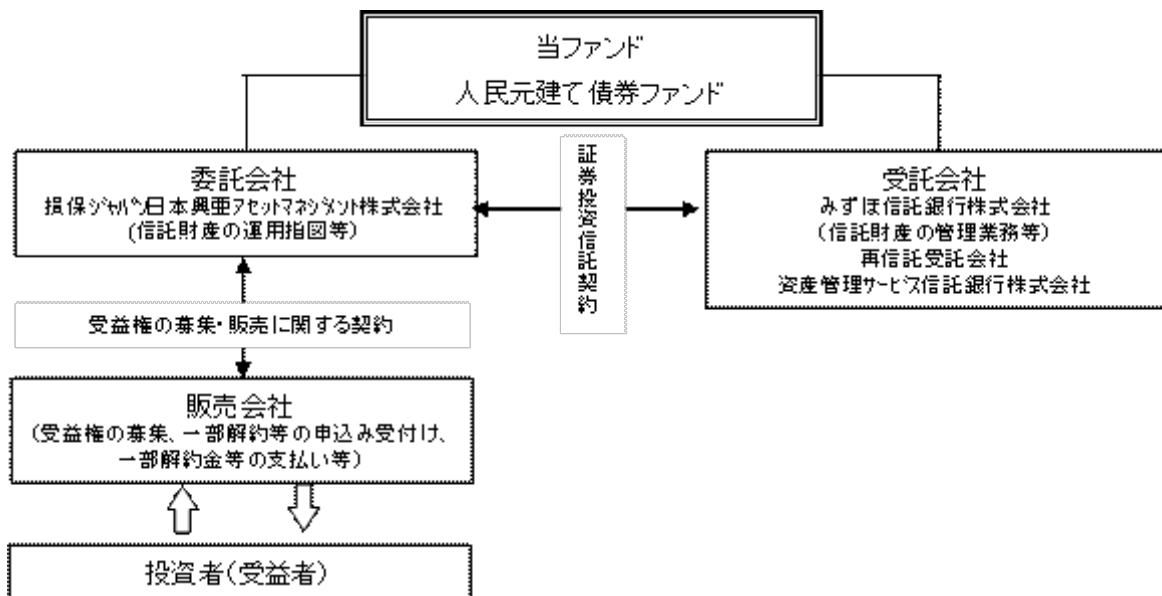 当ファンド
人民元建て債券ファンド
委託会社
損保ジャパン日本興亜アセットマネジメント株式会社
(信託財産の運用指図等)
証券投資信託契約
受託会社
みずほ信託銀行株式会社
(信託財産の管理業務等)
再信託受託会社
資産管理サービス信託銀行株式会社
受益権の募集・販売に関する契約
販売会社
(受益権の募集、一部解約等の申込み受付け、
一部解約金等の支払い等)
投資者(受益者)